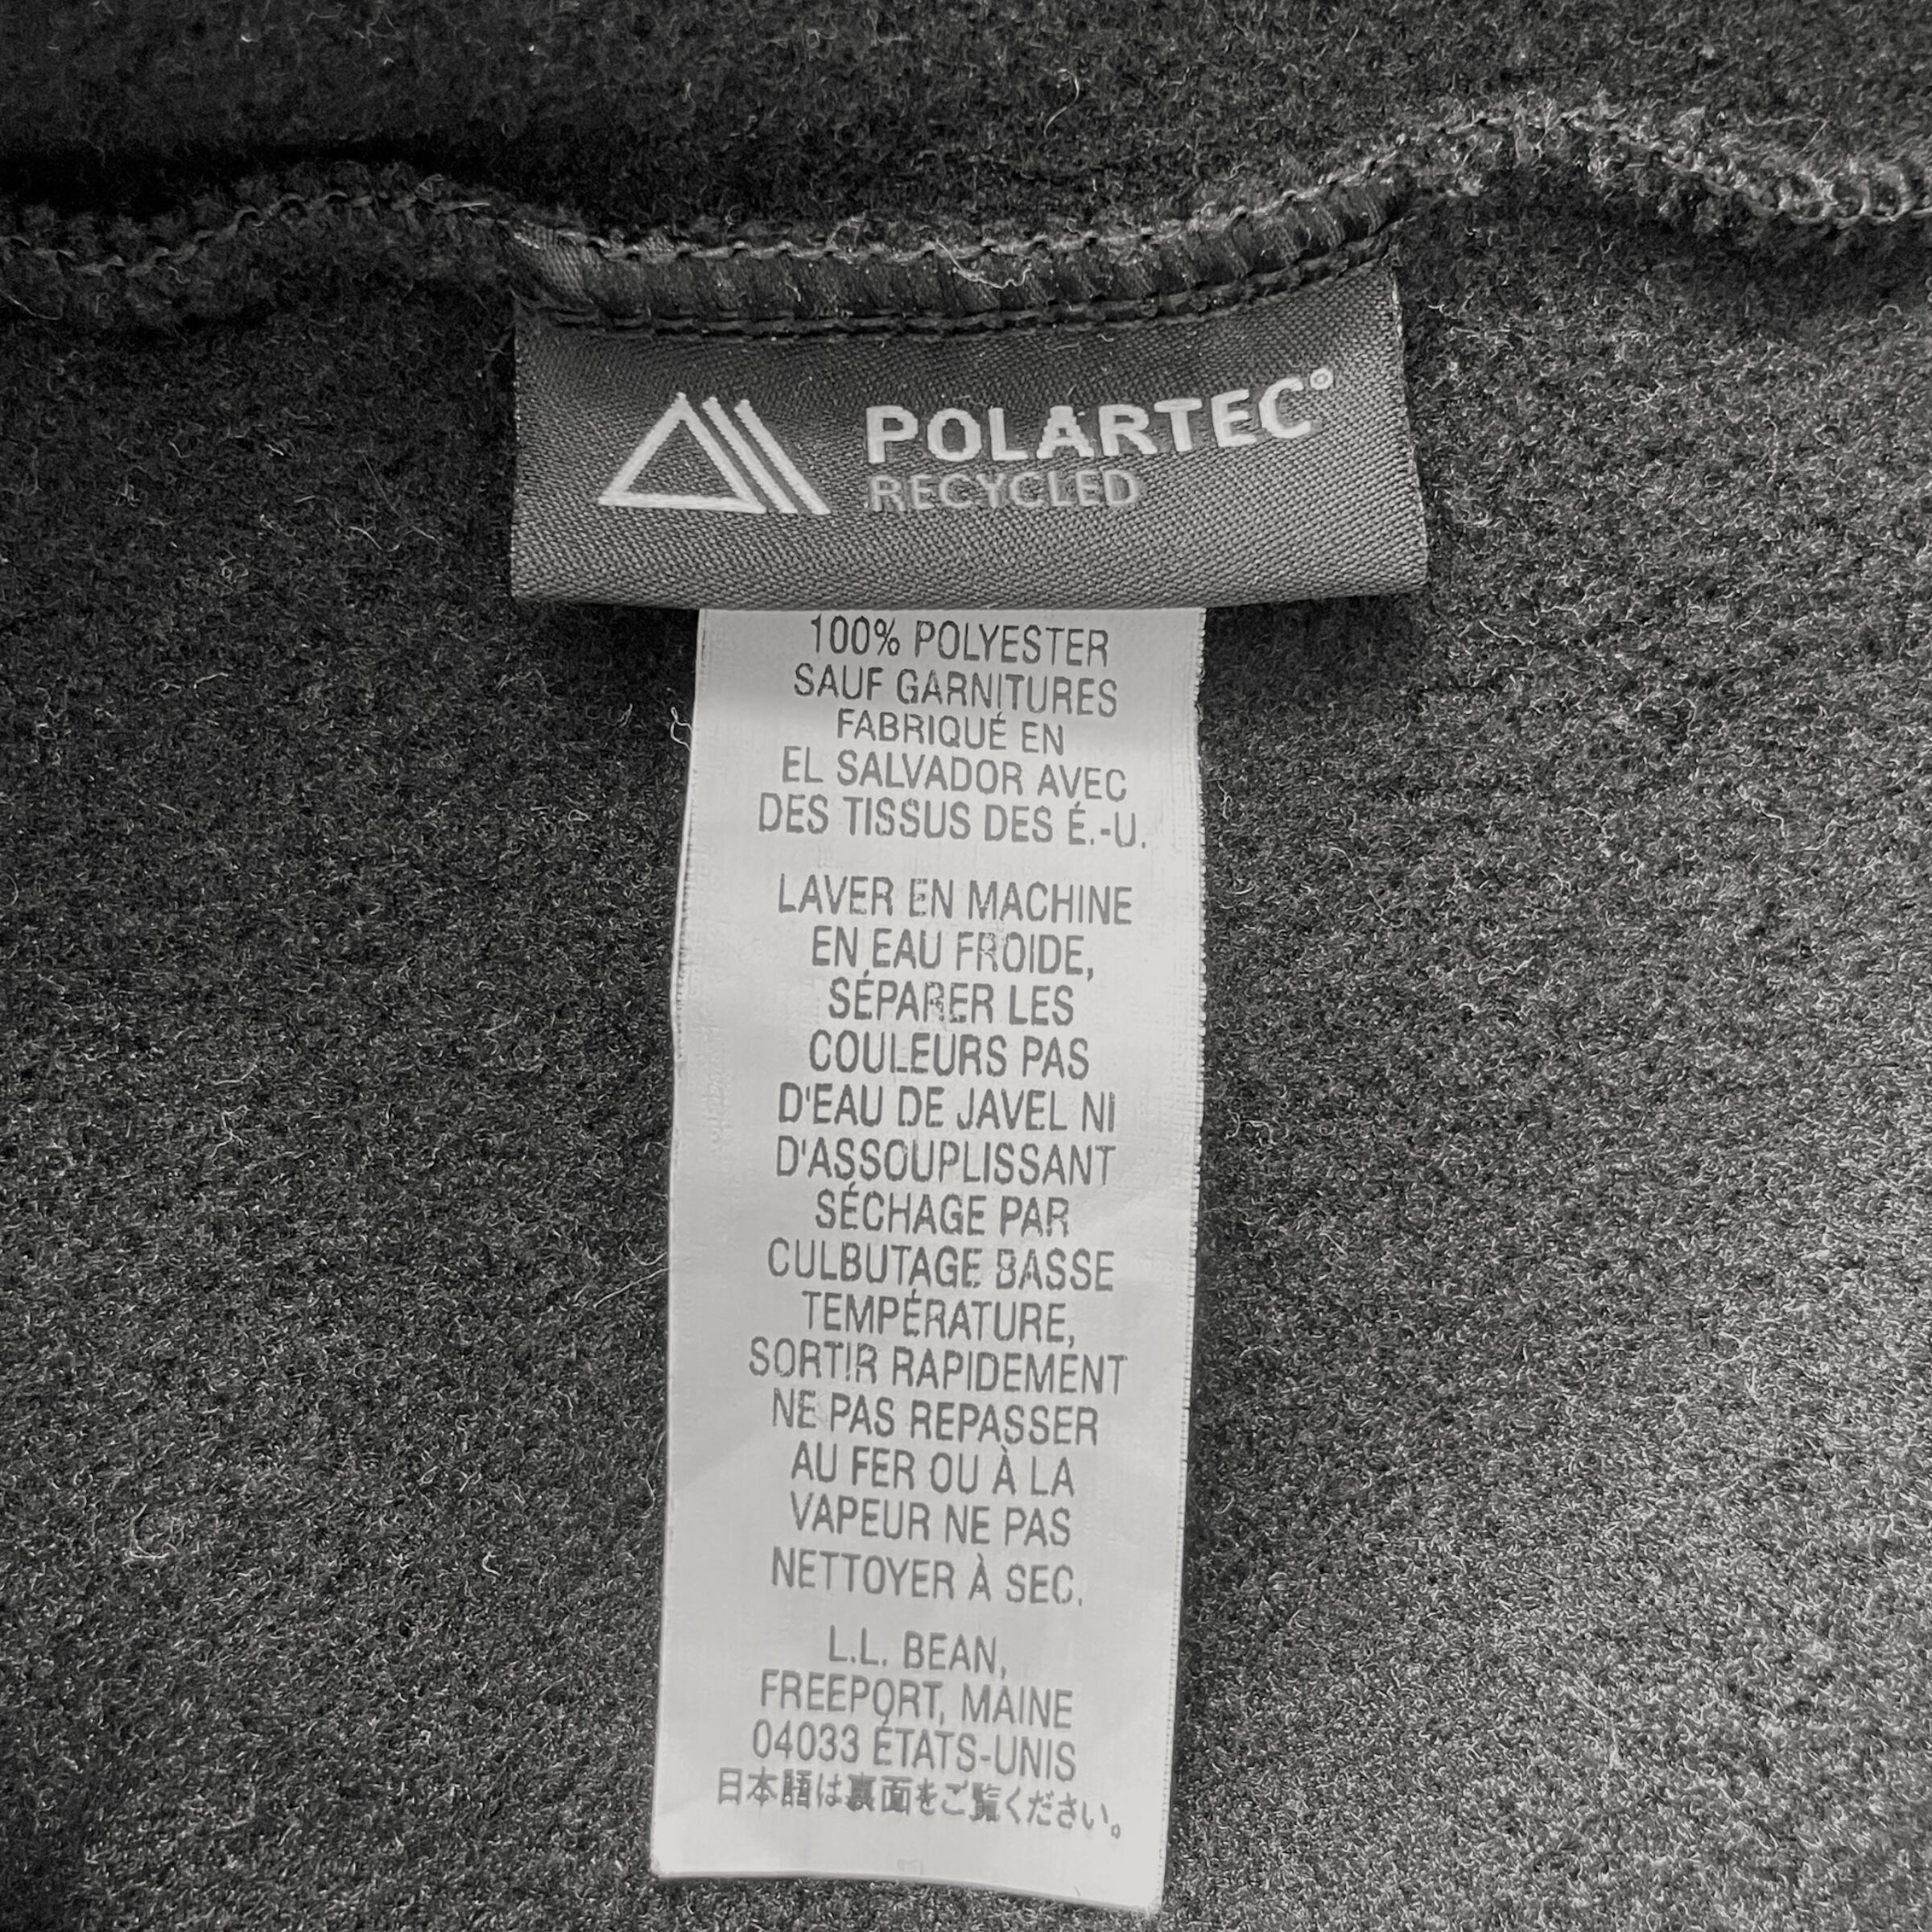 POLARTEC®
RECYCLED
100% POLYESTER
SAUF GARNITURES
FABRIQUÉ EN
EL SALVADOR AVEC
DES TISSUS DES É.-U.
LAVER EN MACHINE
EN EAU FROIDE,
SÉPARER LES
COULEURS PAS
D'EAU DE JAVEL NI
D'ASSOUPLISSANT
SÉCHAGE PAR
CULBUTAGE BASSE
TEMPÉRATURE,
SORTIR RAPIDEMENT
NE PAS REPASSER
AU FER OU À LA
VAPEUR NE PAS
NETTOYER À SEC.
L.L. BEAN,
FREEPORT, MAINE
04033 ÉTATS-UNIS
日本語は裏面をご覧ください。